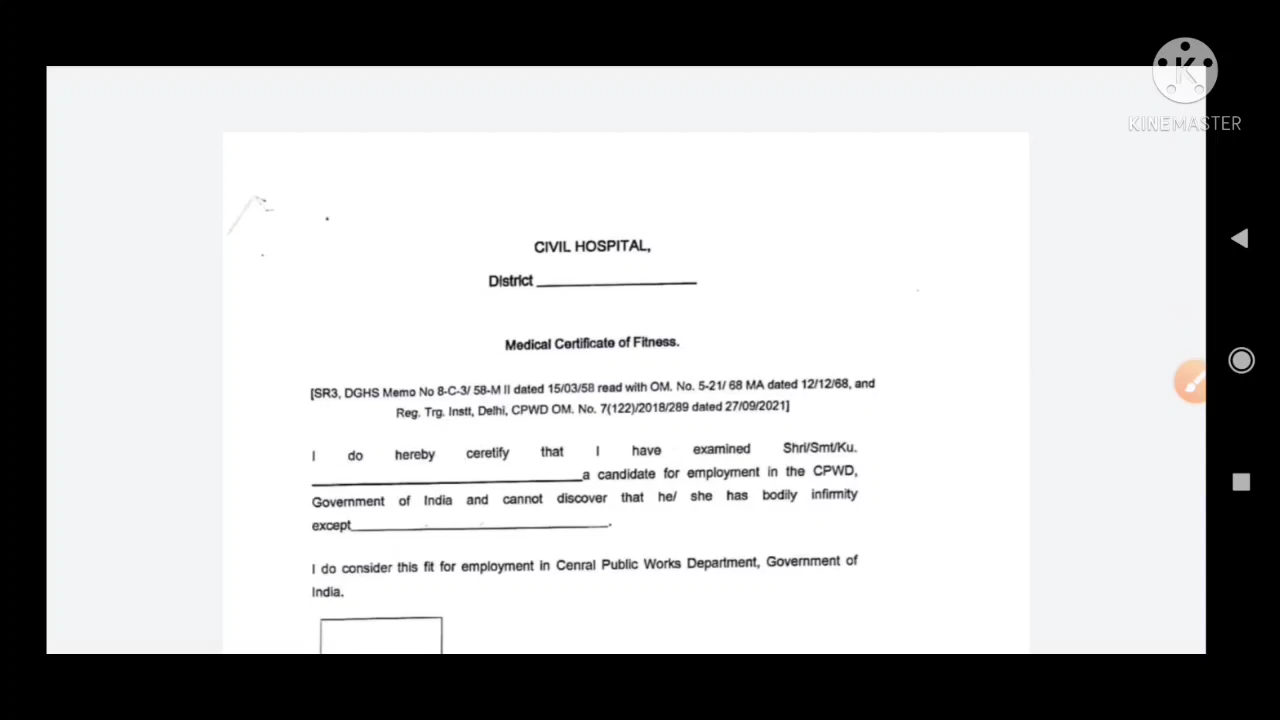 K
KINEMASTER
CIVIL HOSPITAL,
District
Medical Certificate of Fitness.
[SR3, DGHS Memo No 8-C-3/ 58-M II dated 15/03/58 read with OM. No. 5-21/ 68 MA dated 12/12/68, and
Reg. Trg. Instt, Delhi, CPWD OM. No. 7(122)/2018/289 dated 27/09/2021]
I do hereby ceretify that I have examined Shri/Smt/Ku.
a candidate for employment in the CPWD,
Government of India and cannot discover that he/ she has bodily infirmity
except.
I do consider this fit for employment in Cenral Public Works Department, Government of
India.